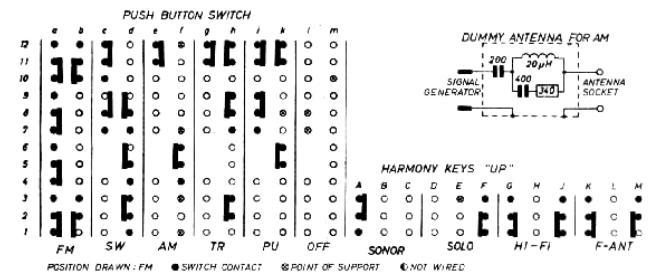 PUSH BUTTON SWITCH
a b c d e f g h j k l m
12
11
10
9
8
7
6
5
4
3
2
1
FM SW AM TR PU OFF
DUMMY ANTENNA FOR AM
200
20µH
400
340
SIGNAL GENERATOR
ANTENNA SOCKET
HARMONY KEYS "UP"
A B C D E F G H J K L M
SONOR SOLO HI-FI F-ANT
POSITION DRAWN: FM SWITCH CONTACT POINT OF SUPPORT NOT WIRED